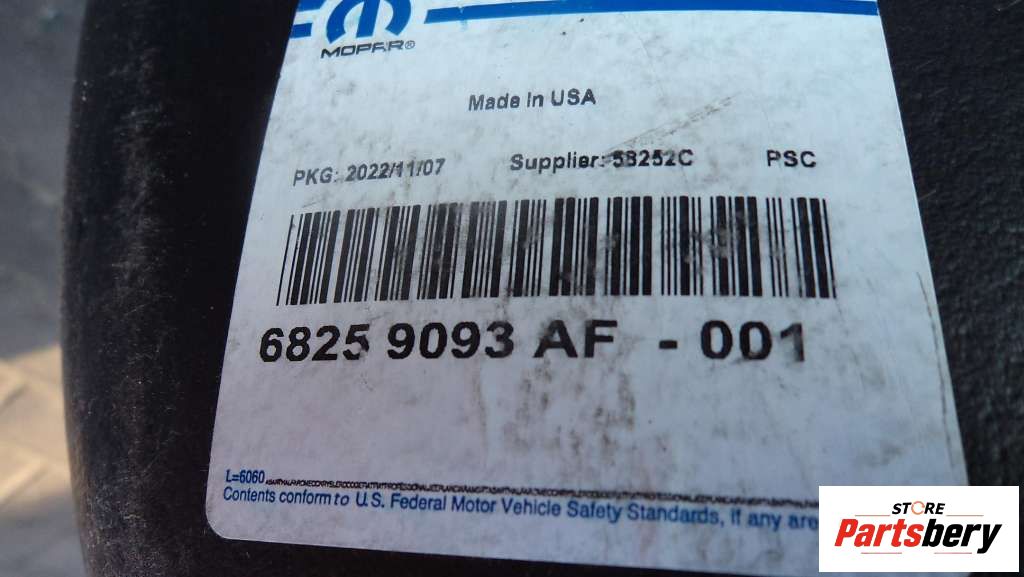 MOPAR®
Made in USA
PKG: 2022/11/07 Supplier: 58252C PSC
6825 9093 AF - 001
L=6060
Contents conform to U.S. Federal Motor Vehicle Safety Standards, if any are
STORE
Partsbery